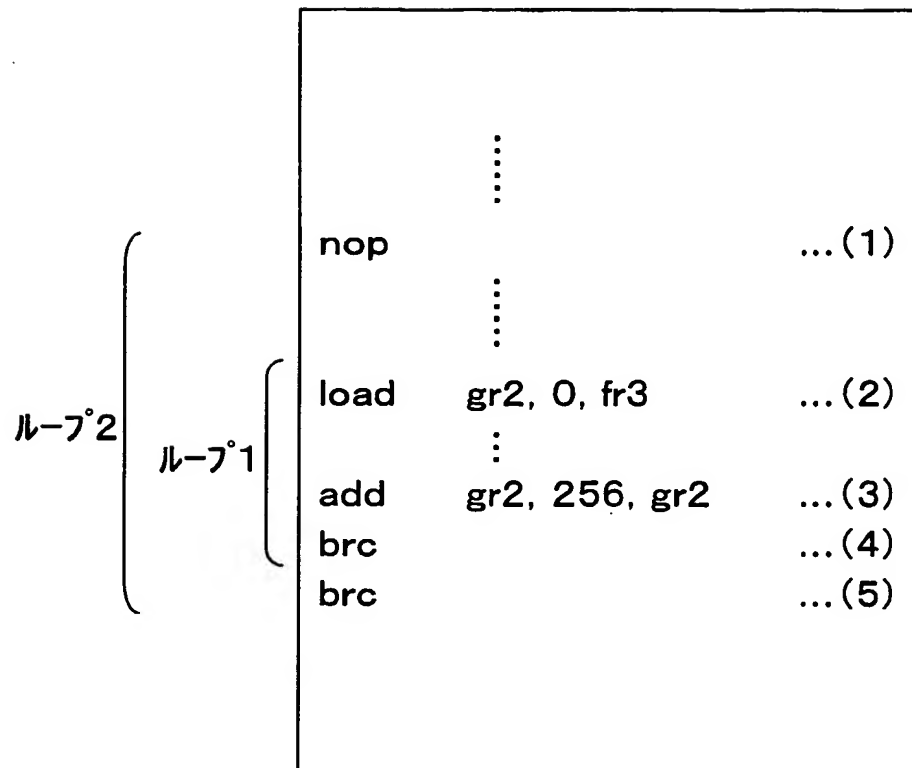 nop ...(1)
load gr2, 0, fr3 ...(2)
ループ2
ループ1
add gr2, 256, gr2 ...(3)
brc ...(4)
brc ...(5)